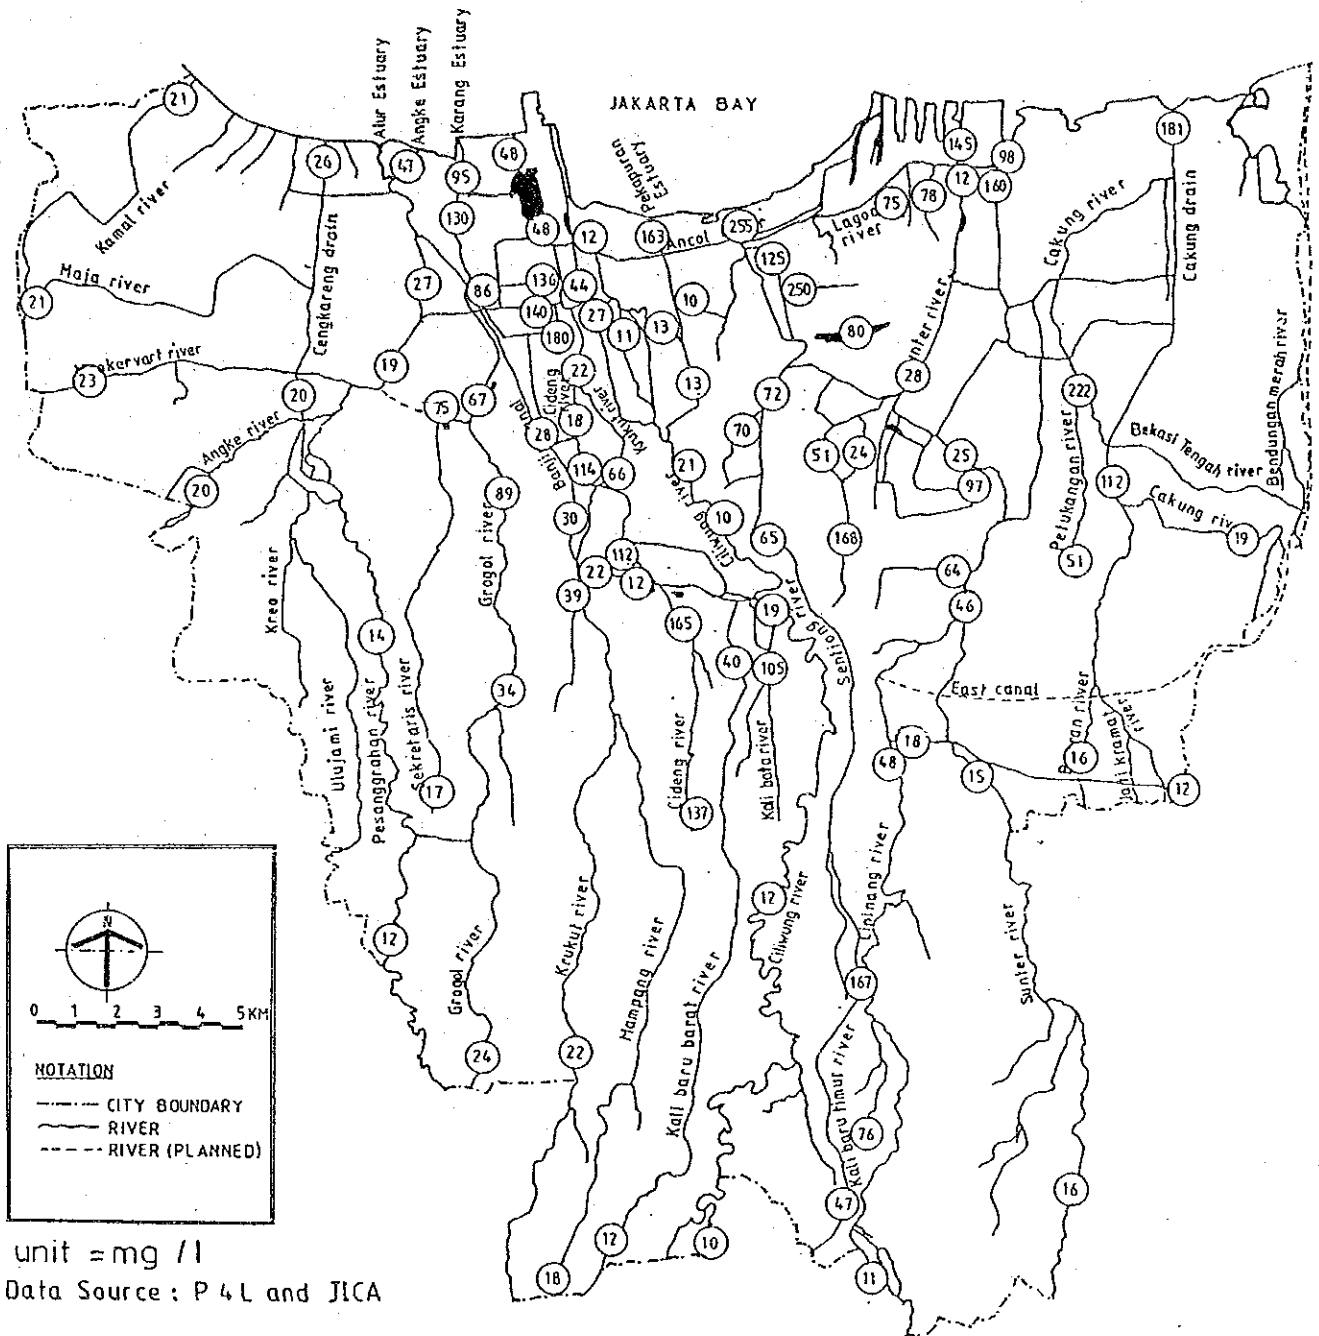 Alur Estuary
Angke Estuary
Karang Estuary
JAKARTA BAY
Pekapuran
Estuary
21
26
47
95
48
145
98
181
130
48
12
163
255
75
78
12
160
Ancol
Lagoa
river
Kamal river
Maja river
Cengkareng drain
Cakung river
Cakung drain
21
27
86
136
44
140
27
180
11
13
10
125
250
80
23
river
19
20
75
67
22
18
28
13
72
70
28
222
Cideng
River
Krukut river
Banjir
Angke river
20
89
114
66
21
10
51
24
25
97
112
Petukangan river
Bekasi Tengah river
Bendungan merah river
Cakung
19
51
30
112
22
12
39
65
168
64
46
Ciliwung river
Sentiong river
Krea river
Grogol river
14
165
19
40
105
34
East canal
Ulujami river
Pesanggrahan river
Sekretaris river
17
Cideng river
137
Kali bata river
48
18
15
16
river
river
12
12
Krukut river
Mampang river
Kali baru barat river
12
Ciliwung river
river
167
Sunter river
river
24
22
Kali baru timur river
76
47
16
18
12
10
11
N
0 1 2 3 4 5 KM
NOTATION
CITY BOUNDARY
RIVER
RIVER (PLANNED)
unit = mg / l
Data Source : P 4 L and JICA